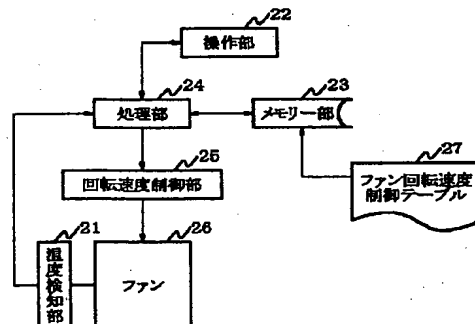 22
操作部
24
処理部
23
メモリー部
25
回転速度制御部
27
ファン回転速度
制御テーブル
21
温度検知部
26
ファン